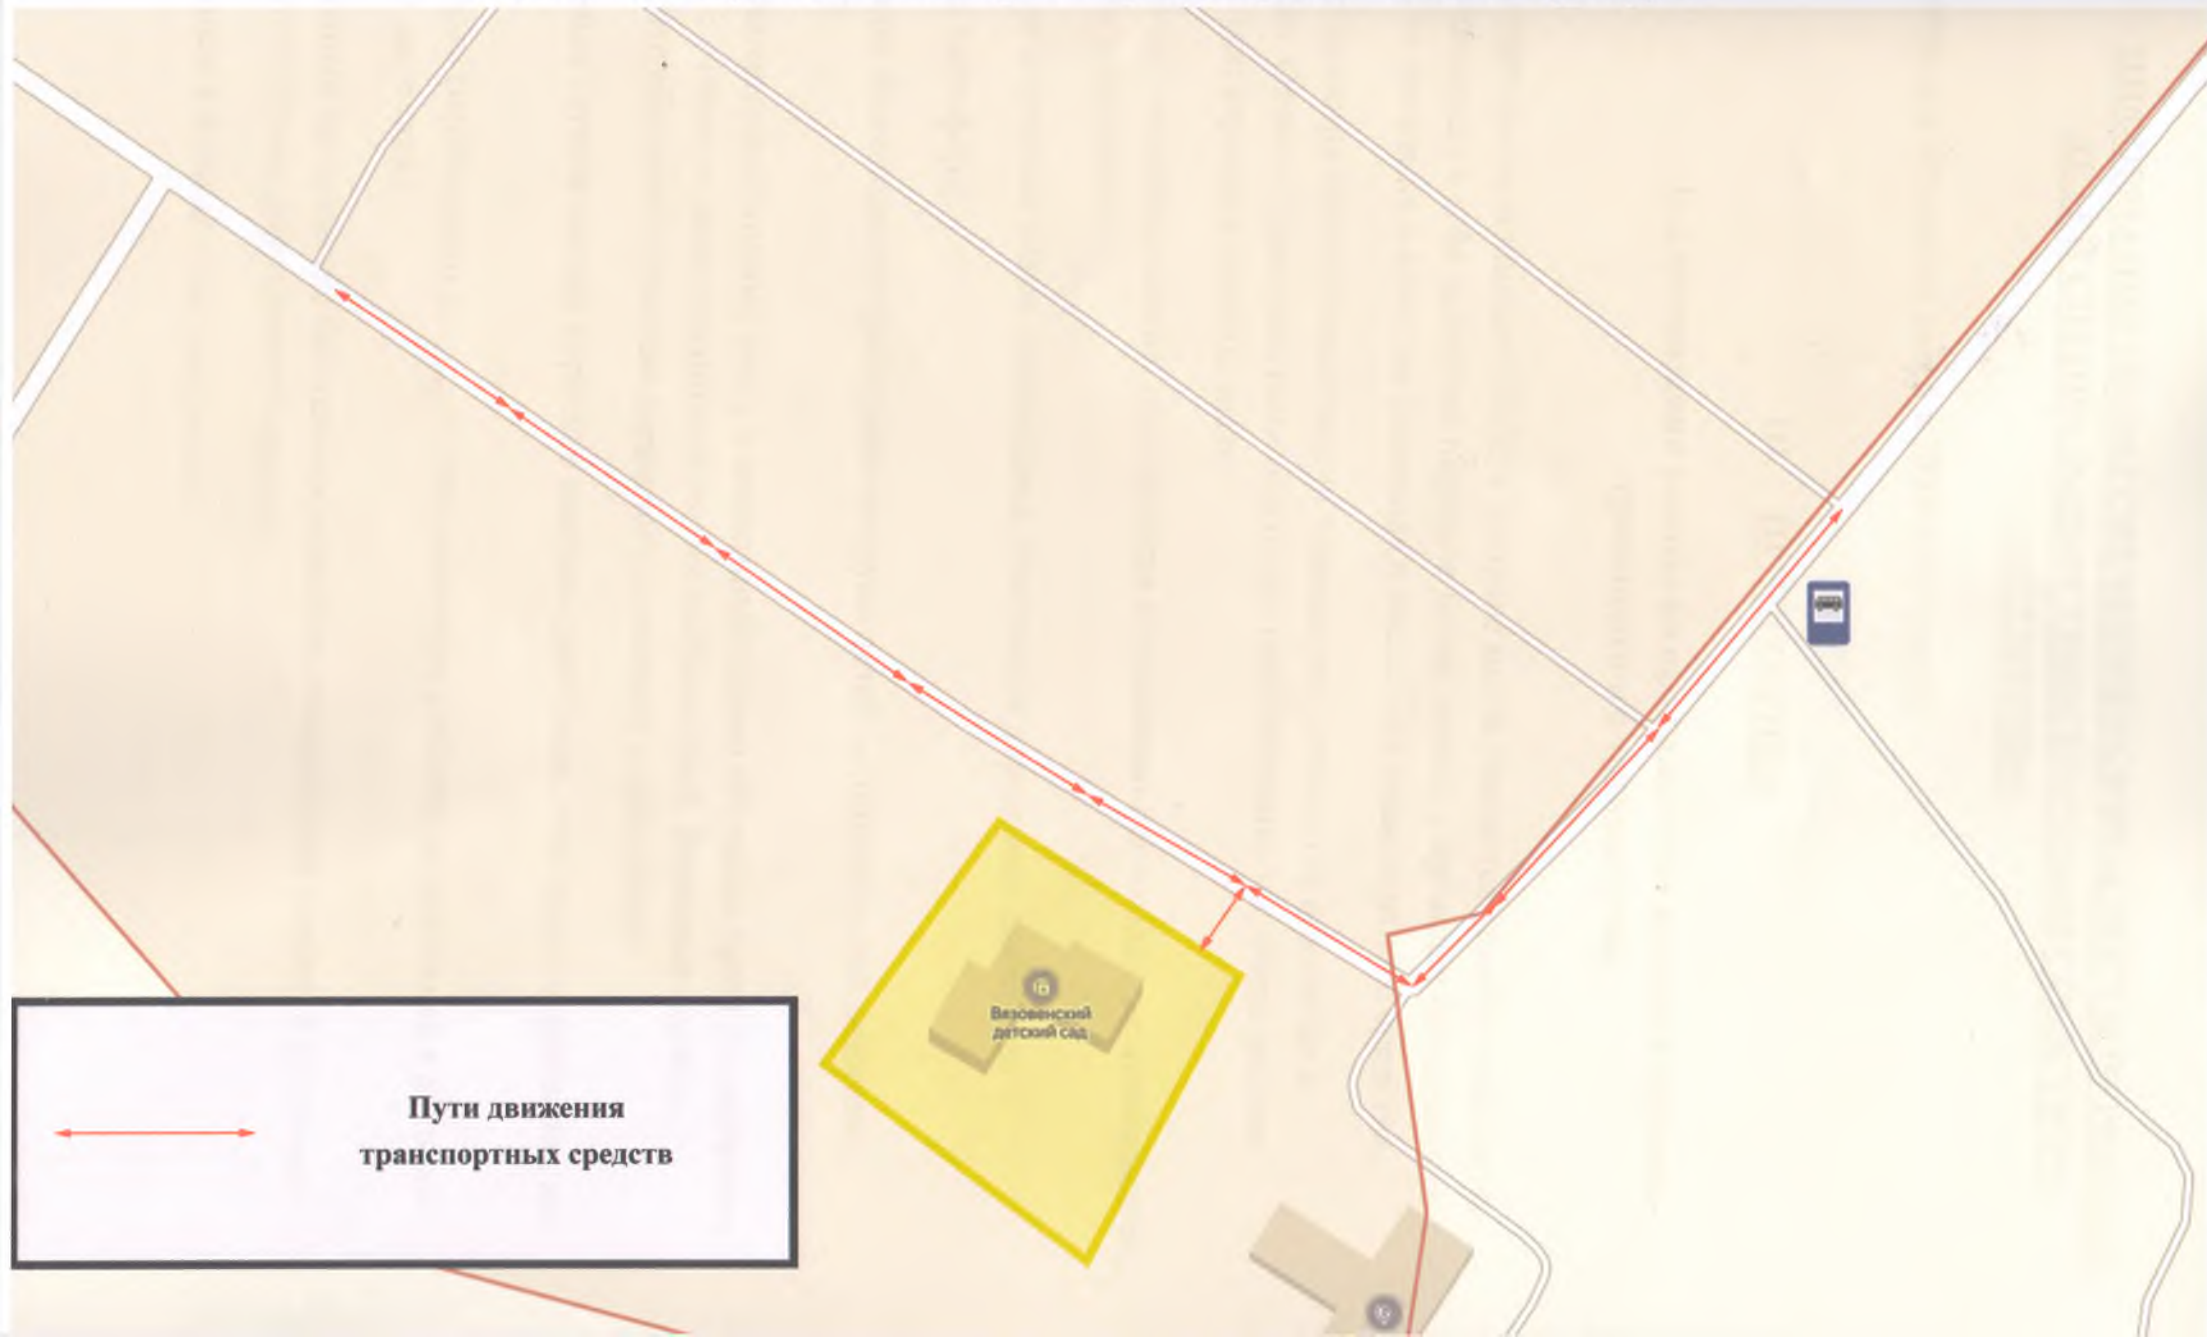 Вязовенский
детский сад
Пути движения
транспортных средств